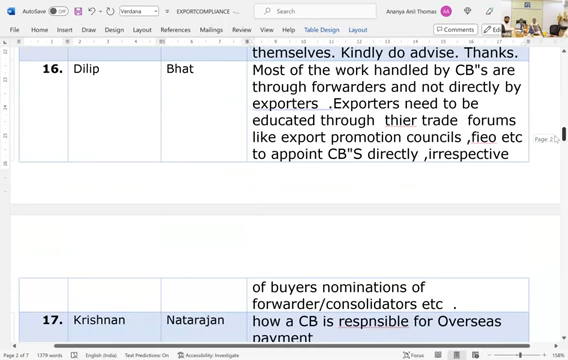 AutoSave
Off
Verdana
EXPORTCOMPLIANCE
Ananya Anil Thomas
AA
File Home Insert Draw Design Layout References Mailings Review View Help Table Design Layout
Comments
themselves. Kindly do advise. Thanks.
16. Dilip Bhat Most of the work handled by CB"s are
through forwarders and not directly by
exporters .Exporters need to be
educated through thier trade forums
like export promotion councils ,fieo etc
to appoint CB"S directly ,irrespective
Page: 2
of buyers nominations of
forwarder/consolidators etc .
17. Krishnan Natarajan how a CB is respnsible for Overseas
payment
Page 2 of 7 1379 words English (India) Text Predictions: On Accessibility: Investigate Focus 158%